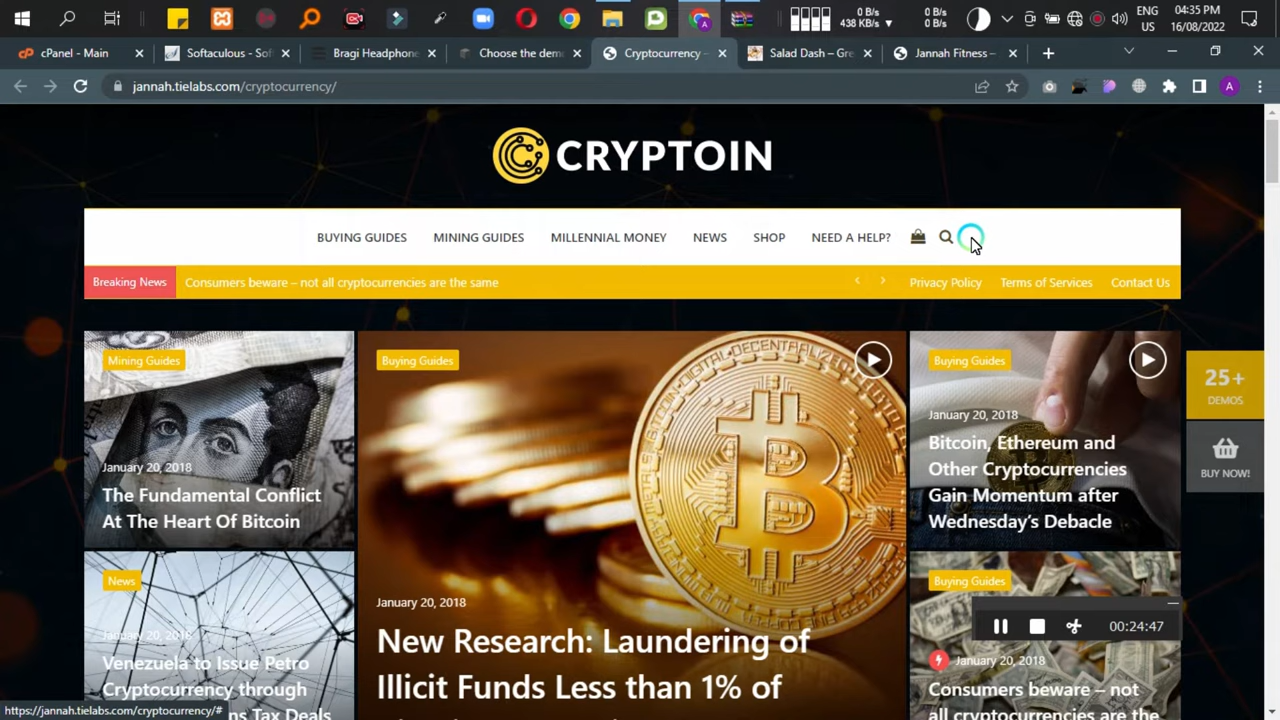 438 KB/s
0 B/s
0 B/s
0 B/s
ENG
US
04:35 PM
16/08/2022
cPanel - Main
Softaculous - Sof
Bragi Headphone
Choose the dem
Cryptocurrency –
Salad Dash – Gre
Jannah Fitness –
jannah.tielabs.com/cryptocurrency/
A
CRYPTOIN
BUYING GUIDES
MINING GUIDES
MILLENNIAL MONEY
NEWS
SHOP
NEED A HELP?
Breaking News
Consumers beware – not all cryptocurrencies are the same
Privacy Policy
Terms of Services
Contact Us
Mining Guides
January 20, 2018
The Fundamental Conflict
At The Heart Of Bitcoin
Buying Guides
January 20, 2018
New Research: Laundering of
Illicit Funds Less than 1% of
Buying Guides
January 20, 2018
Bitcoin, Ethereum and
Other Cryptocurrencies
Gain Momentum after
Wednesday's Debacle
25+
DEMOS
BUY NOW!
News
January 20, 2018
Venezuela to Issue Petro
Cryptocurrency through
ns Tax Deals
Buying Guides
00:24:47
January 20, 2018
Consumers beware – not
all cryptocurrencies are the
https://jannah.tielabs.com/cryptocurrency/#